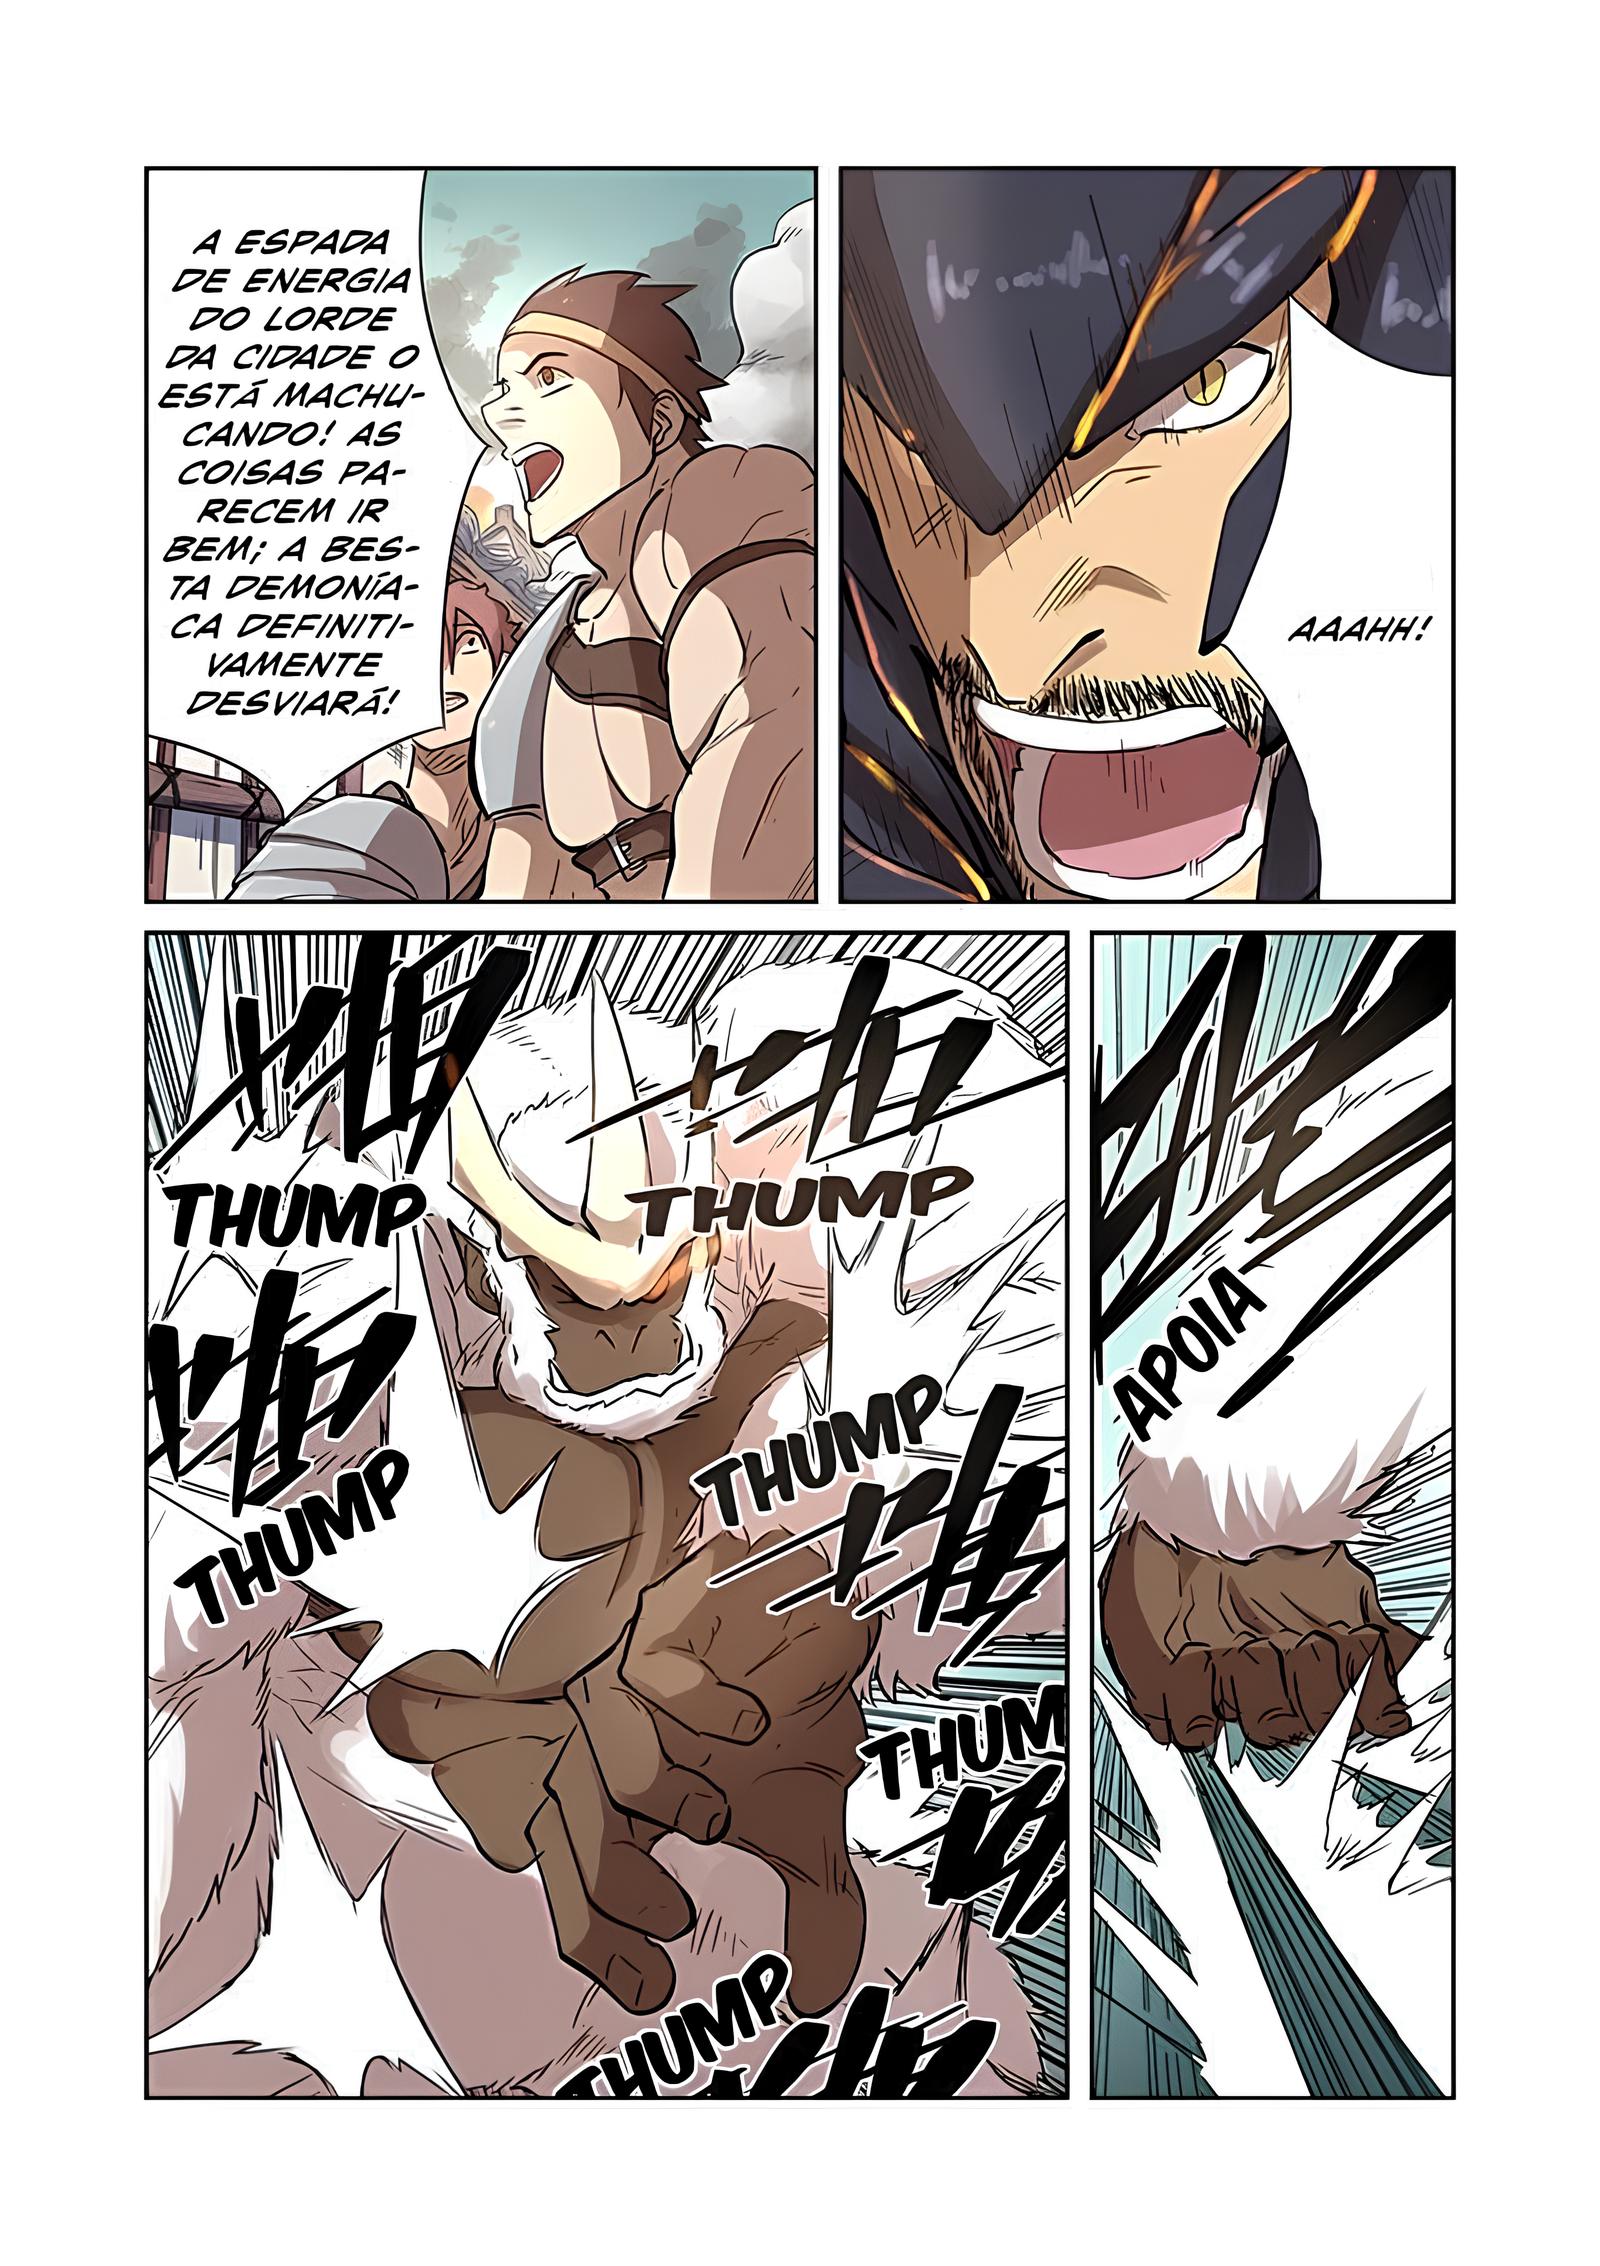 A ESPADA
DE ENERGIA
DO LORDE
DA CIDADE O
ESTÁ MACHU-
CANDO! AS
COISAS PA-
RECEM IR
BEM; A BES-
TA DEMONÍA-
CA DEFINITI-
VAMENTE
DESVIARÁ!
AAAHH!
THUMP
THUMP
THUMP
THUMP
THUM
THUMP
APOIA